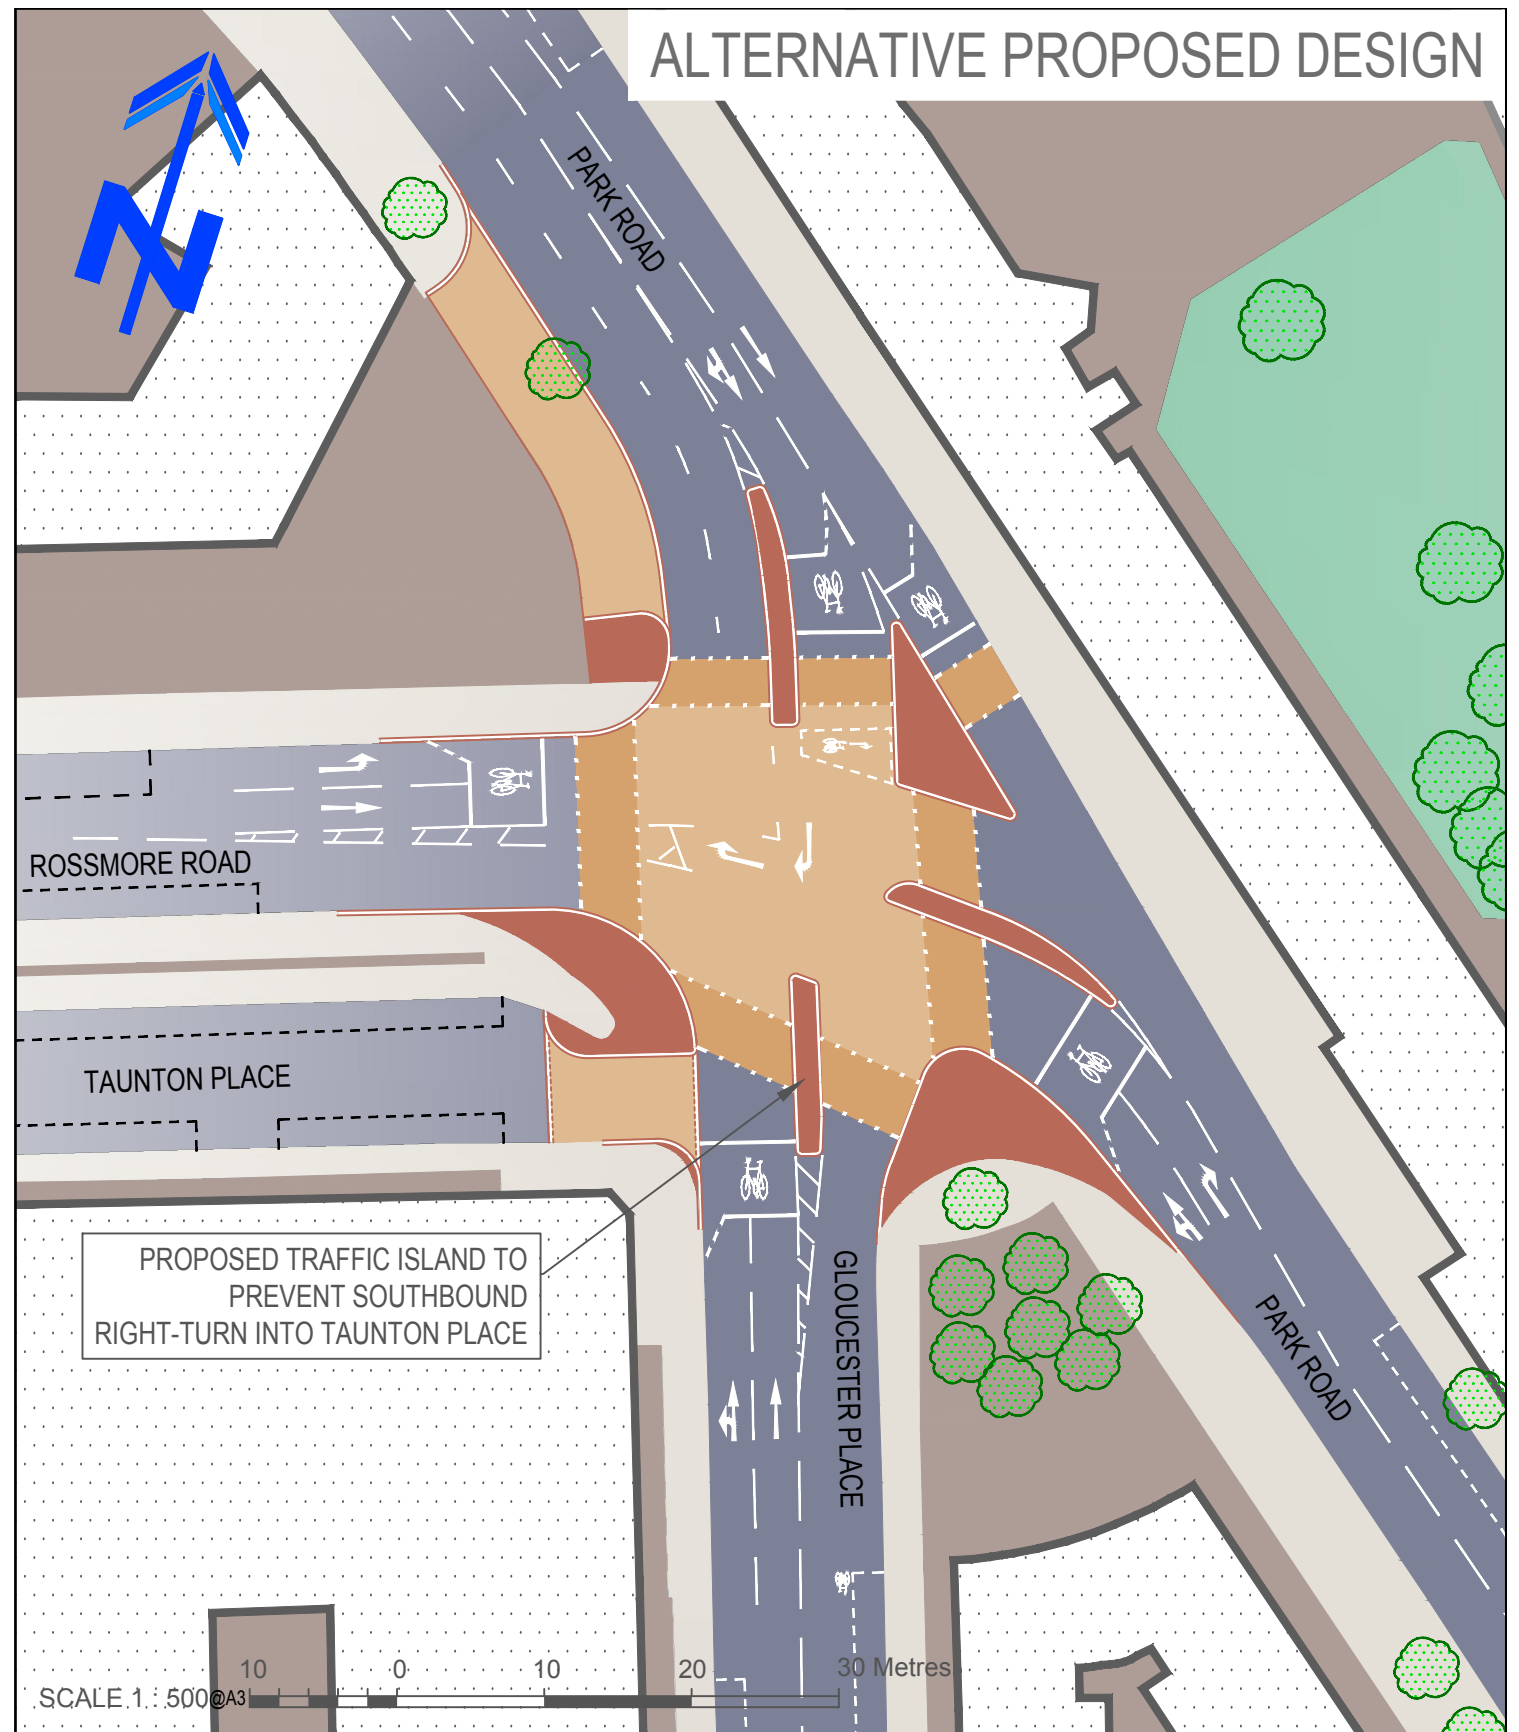 ALTERNATIVE PROPOSED DESIGN
N
PARK ROAD
ROSSMORE ROAD
TAUNTON PLACE
PROPOSED TRAFFIC ISLAND TO
PREVENT SOUTHBOUND
RIGHT-TURN INTO TAUNTON PLACE
GLOUCESTER PLACE
PARK ROAD
10 0 10 20 30 Metres
SCALE 1 : 500@A3